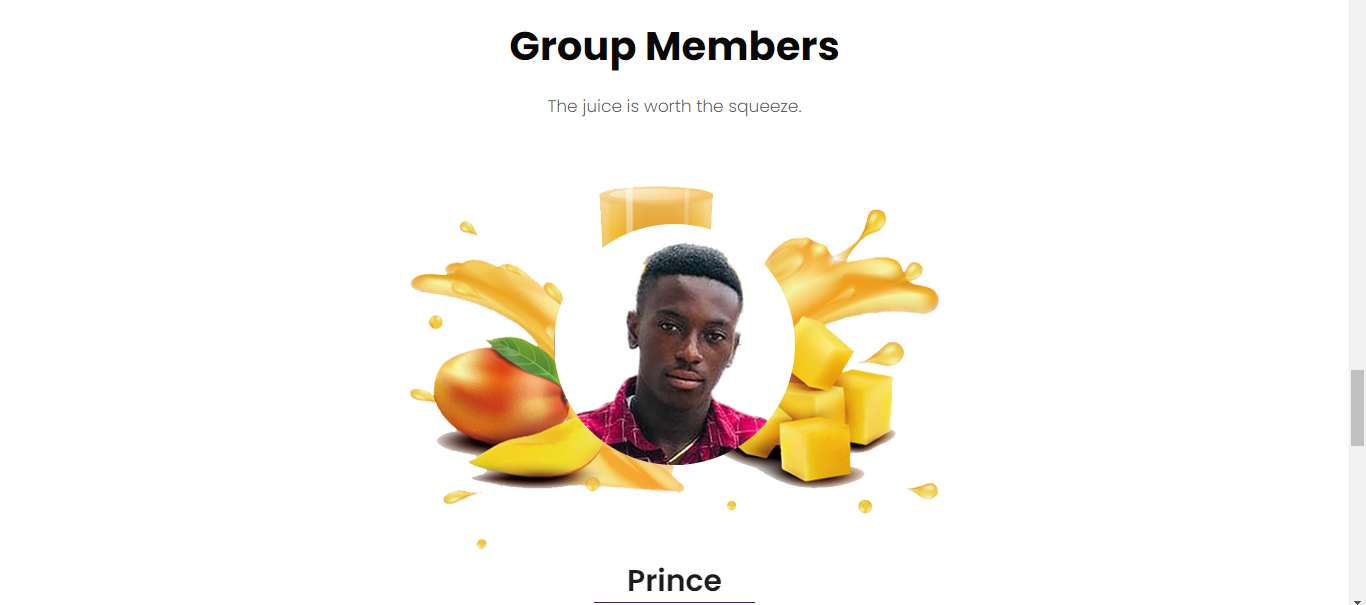 Group Members
The juice is worth the squeeze.
Prince